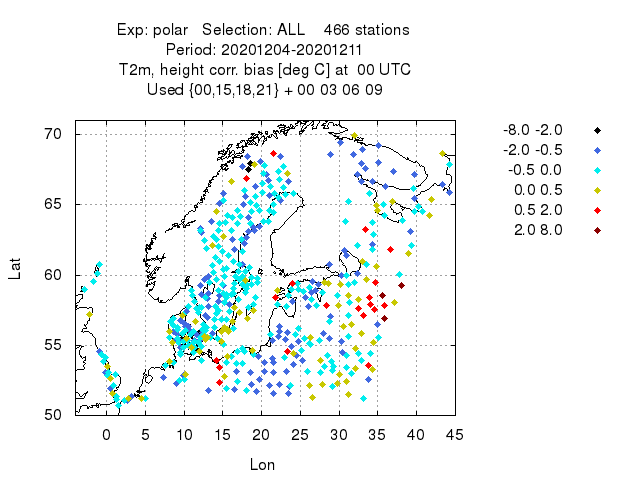 Exp: polar   Selection: ALL    466 stations
Period: 20201204-20201211
T2m, height corr. bias [deg C] at  00 UTC
Used {00,15,18,21} + 00 03 06 09
-8.0 -2.0
-2.0 -0.5
-0.5 0.0
0.0 0.5
0.5 2.0
2.0 8.0
Lat
70
65
60
55
50
0 5 10 15 20 25 30 35 40 45
Lon